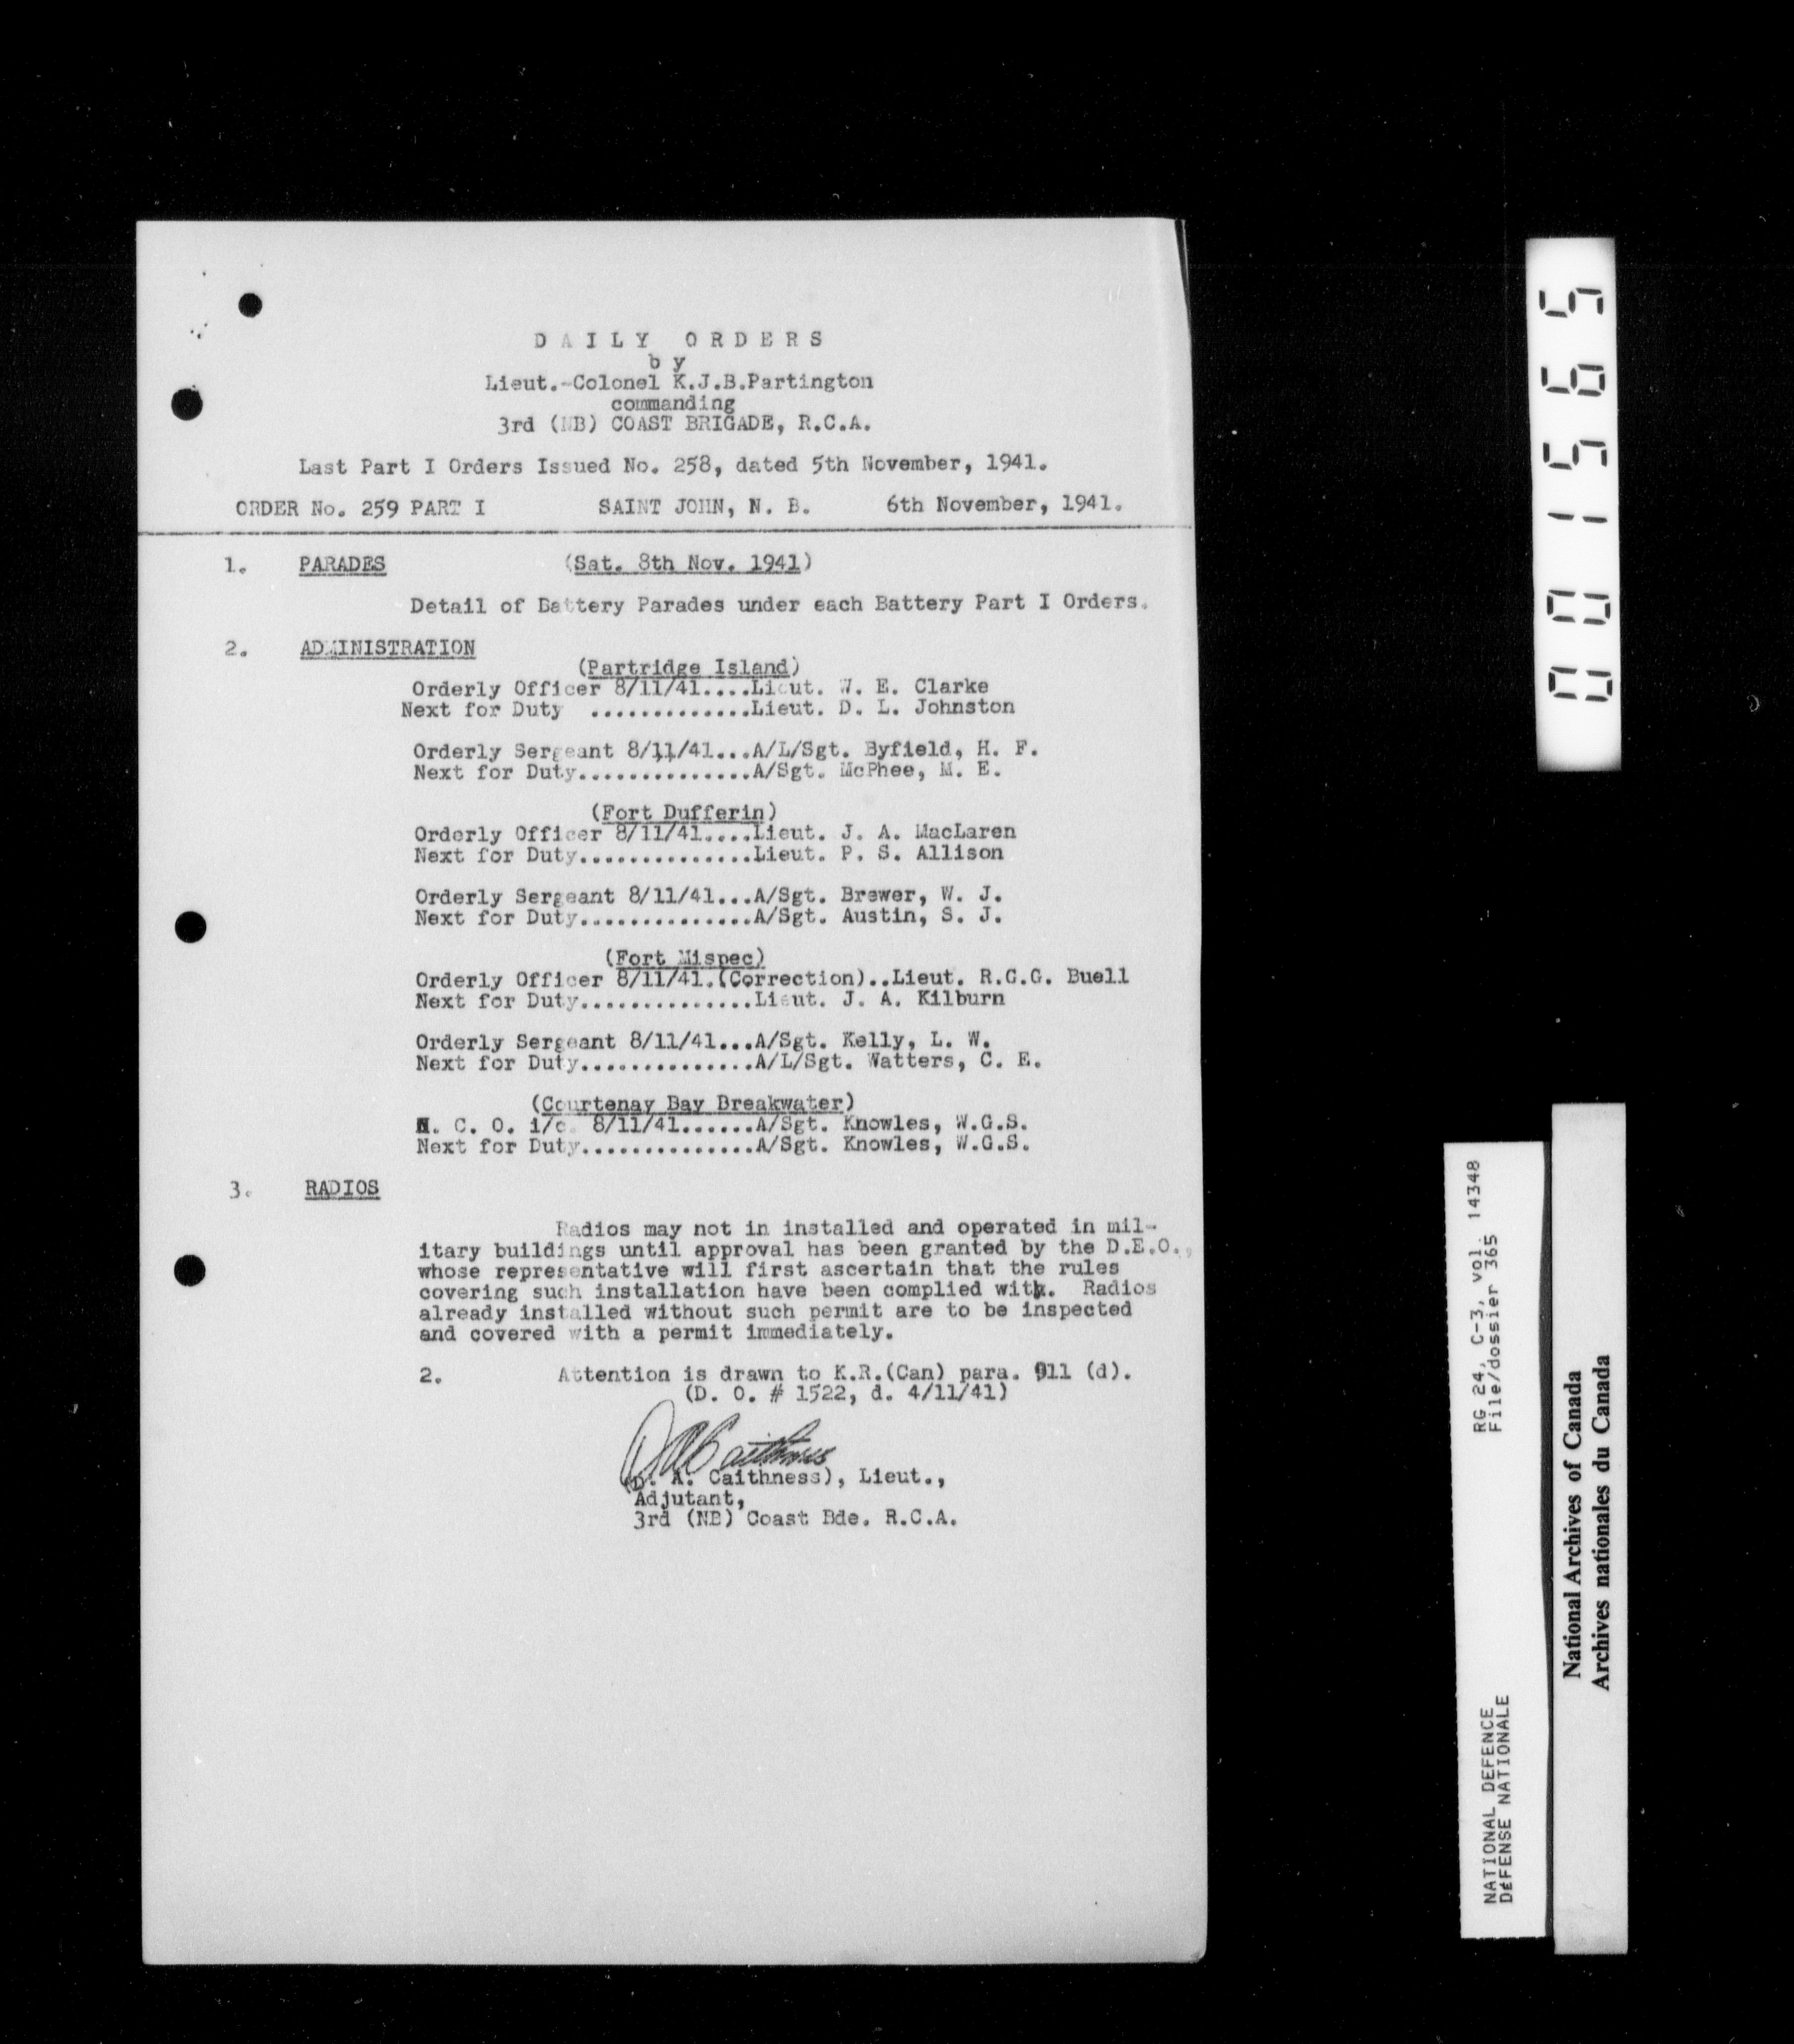 DAILY ORDERS
by
Lieut.-Colonel K.J.B.Partington
commanding
3rd (NB) COAST BRIGADE, R.C.A.
Last Part I Orders Issued No. 258, dated 5th November, 1941.
ORDER No. 259 PART I SAINT JOHN, N. B. 6th November, 1941.
1. PARADES (Sat. 8th Nov. 1941)
Detail of Battery Parades under each Battery Part I Orders.
2. ADMINISTRATION
(Partridge Island)
Orderly Officer 8/11/41....Lieut. W. E. Clarke
Next for Duty .............Lieut. D. L. Johnston
Orderly Sergeant 8/11/41...A/L/Sgt. Byfield, H. F.
Next for Duty..............A/Sgt. McPhee, M. E.
(Fort Dufferin)
Orderly Officer 8/11/41....Lieut. J. A. MacLaren
Next for Duty..............Lieut. P. S. Allison
Orderly Sergeant 8/11/41...A/Sgt. Brewer, W. J.
Next for Duty..............A/Sgt. Austin, S. J.
(Fort Mispec)
Orderly Officer 8/11/41.(Correction)..Lieut. R.C.G. Buell
Next for Duty..............Lieut. J. A. Kilburn
Orderly Sergeant 8/11/41...A/Sgt. Kelly, L. W.
Next for Duty..............A/L/Sgt. Watters, C. E.
(Courtenay Bay Breakwater)
N. C. O. i/c. 8/11/41......A/Sgt. Knowles, W.G.S.
Next for Duty..............A/Sgt. Knowles, W.G.S.
3. RADIOS
Radios may not in installed and operated in mil-
itary buildings until approval has been granted by the D.E.O.,
whose representative will first ascertain that the rules
covering such installation have been complied with. Radios
already installed without such permit are to be inspected
and covered with a permit immediately.
2. Attention is drawn to K.R.(Can) para. 911 (d).
(D. O. # 1522, d. 4/11/41)
DACaithness
(D. A. Caithness), Lieut.,
Adjutant,
3rd (NB) Coast Bde. R.C.A.
001565
RG 24, C-3, vol. 14348
File/dossier 365
NATIONAL DEFENCE
DÉFENSE NATIONALE
National Archives of Canada
Archives nationales du Canada